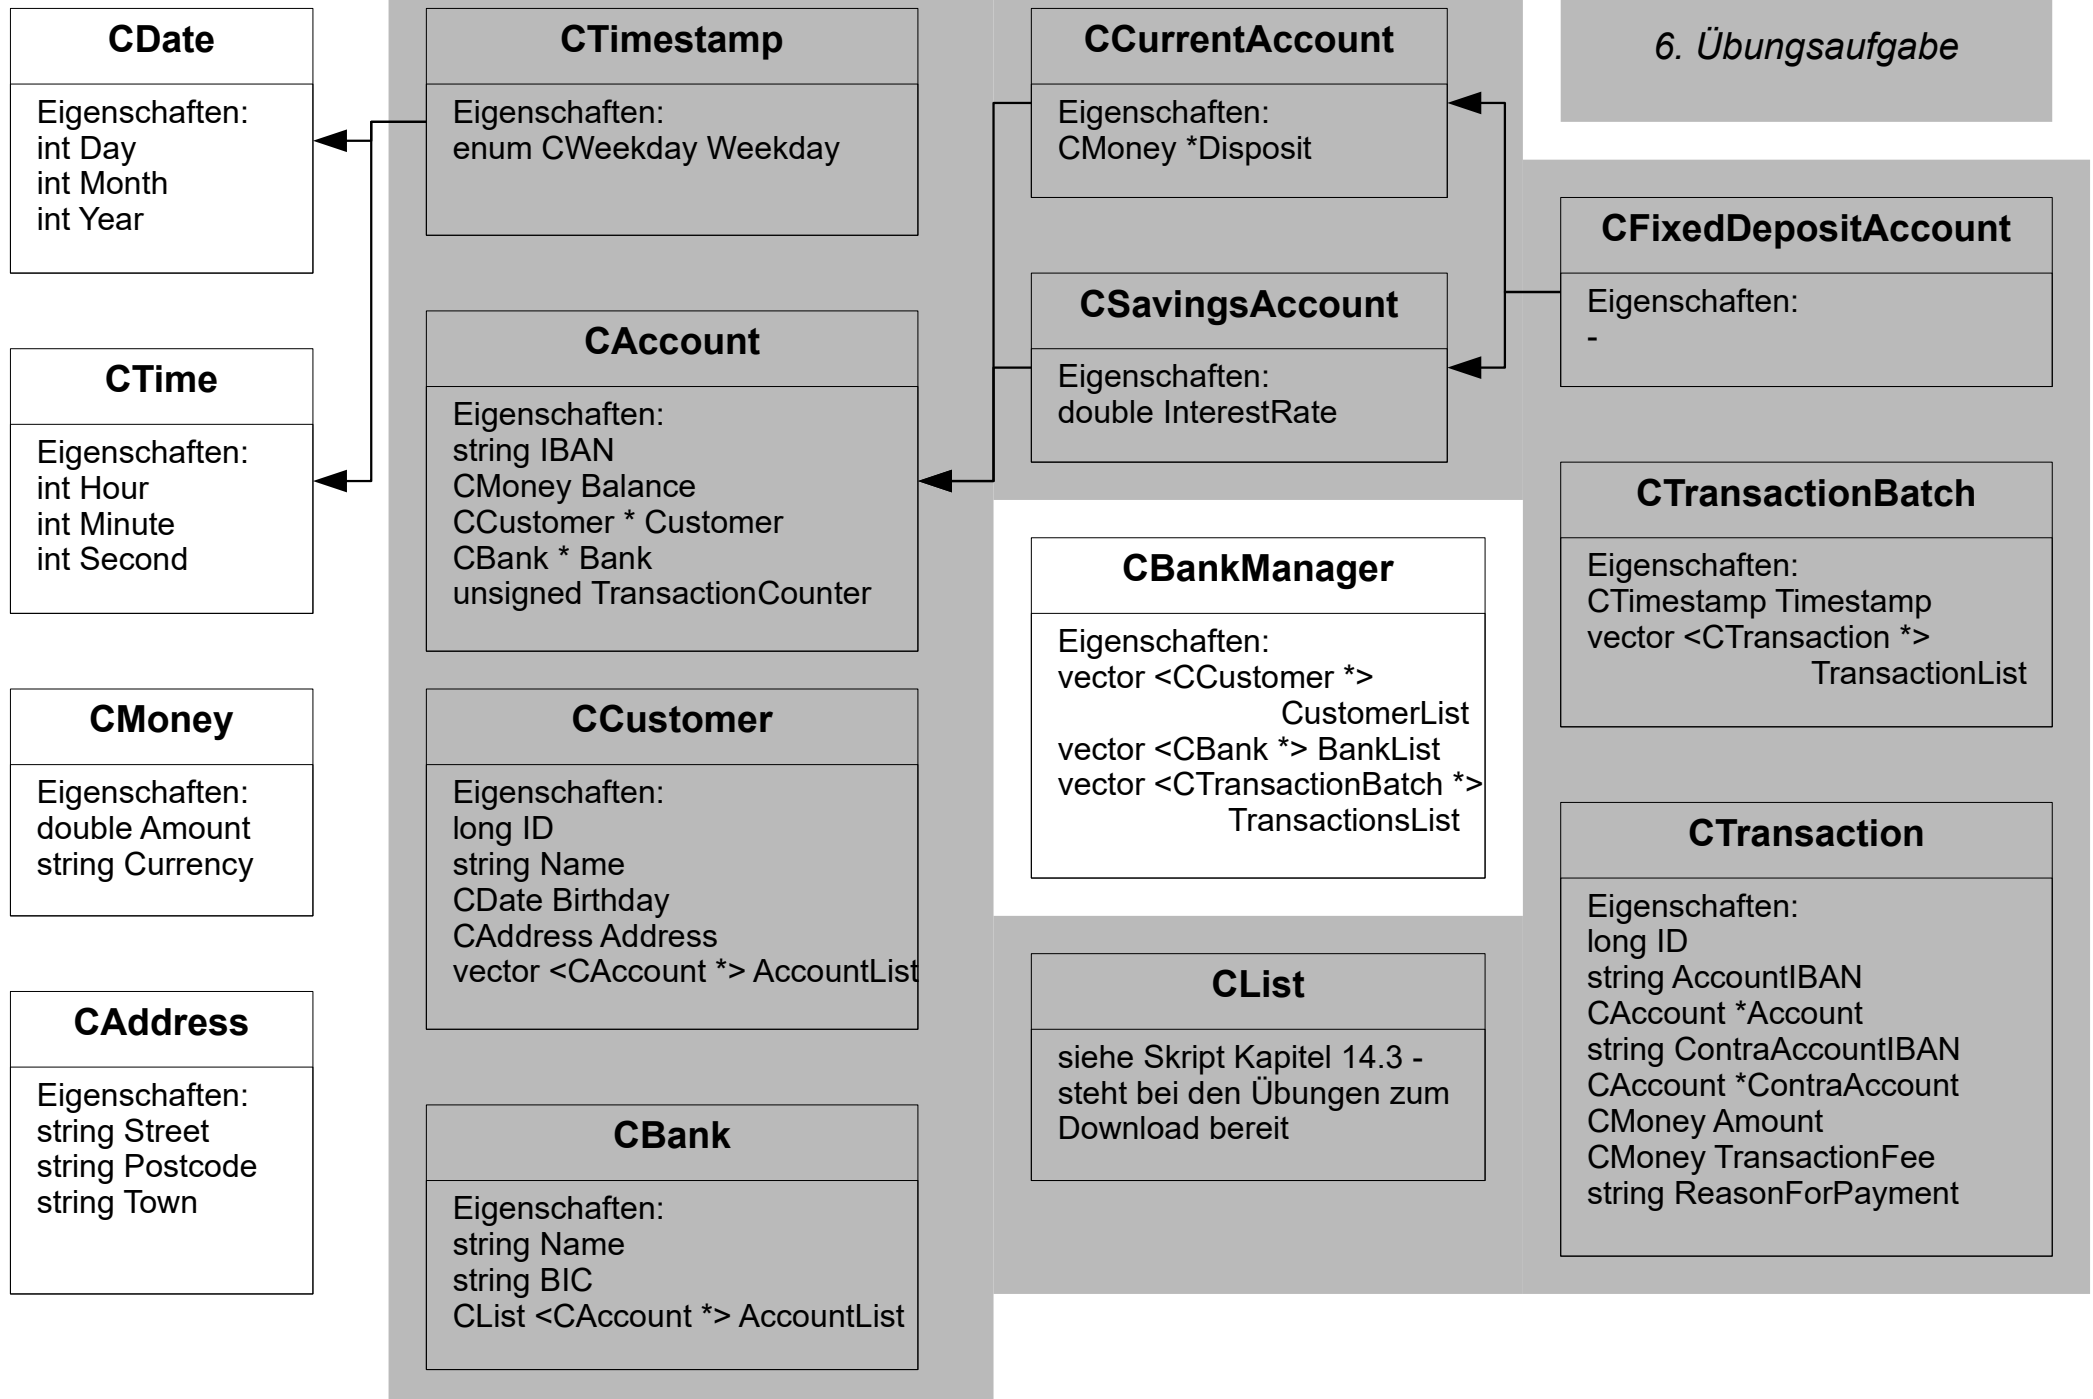 CDate
Eigenschaften:
int Day
int Month
int Year
CTime
Eigenschaften:
int Hour
int Minute
int Second
CMoney
Eigenschaften:
double Amount
string Currency
CAddress
Eigenschaften:
string Street
string Postcode
string Town
CTimestamp
Eigenschaften:
enum CWeekday Weekday
CAccount
Eigenschaften:
string IBAN
CMoney Balance
CCustomer * Customer
CBank * Bank
unsigned TransactionCounter
CCustomer
Eigenschaften:
long ID
string Name
CDate Birthday
CAddress Address
vector <CAccount *> AccountList
CBank
Eigenschaften:
string Name
string BIC
CList <CAccount *> AccountList
CCurrentAccount
Eigenschaften:
CMoney *Disposit
CSavingsAccount
Eigenschaften:
double InterestRate
CBankManager
Eigenschaften:
vector <CCustomer *>
CustomerList
vector <CBank *> BankList
vector <CTransactionBatch *>
TransactionsList
CList
siehe Skript Kapitel 14.3 -
steht bei den Übungen zum
Download bereit
6. Übungsaufgabe
CFixedDepositAccount
Eigenschaften:
-
CTransactionBatch
Eigenschaften:
CTimestamp Timestamp
vector <CTransaction *>
TransactionList
CTransaction
Eigenschaften:
long ID
string AccountIBAN
CAccount *Account
string ContraAccountIBAN
CAccount *ContraAccount
CMoney Amount
CMoney TransactionFee
string ReasonForPayment